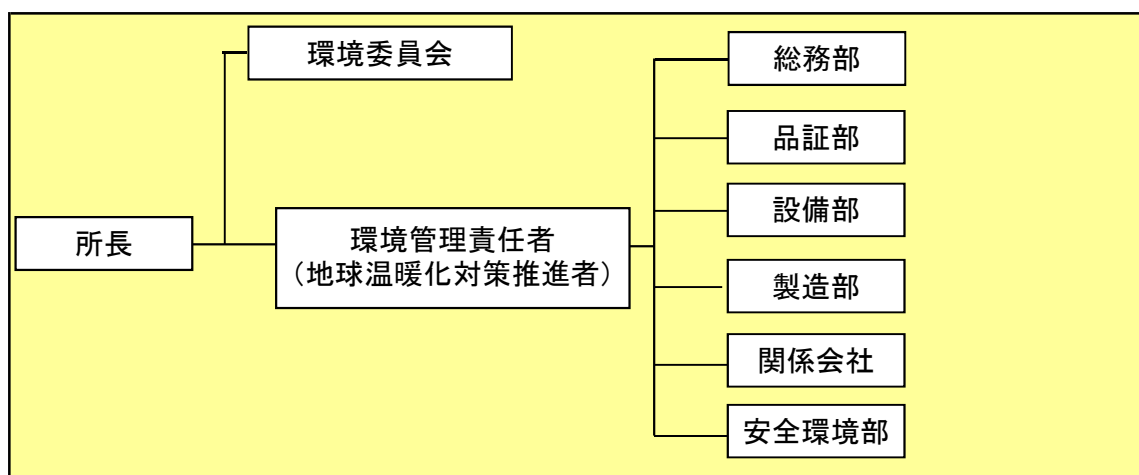 環境委員会
所長
環境管理責任者
（地球温暖化対策推進者）
総務部
品証部
設備部
製造部
関係会社
安全環境部